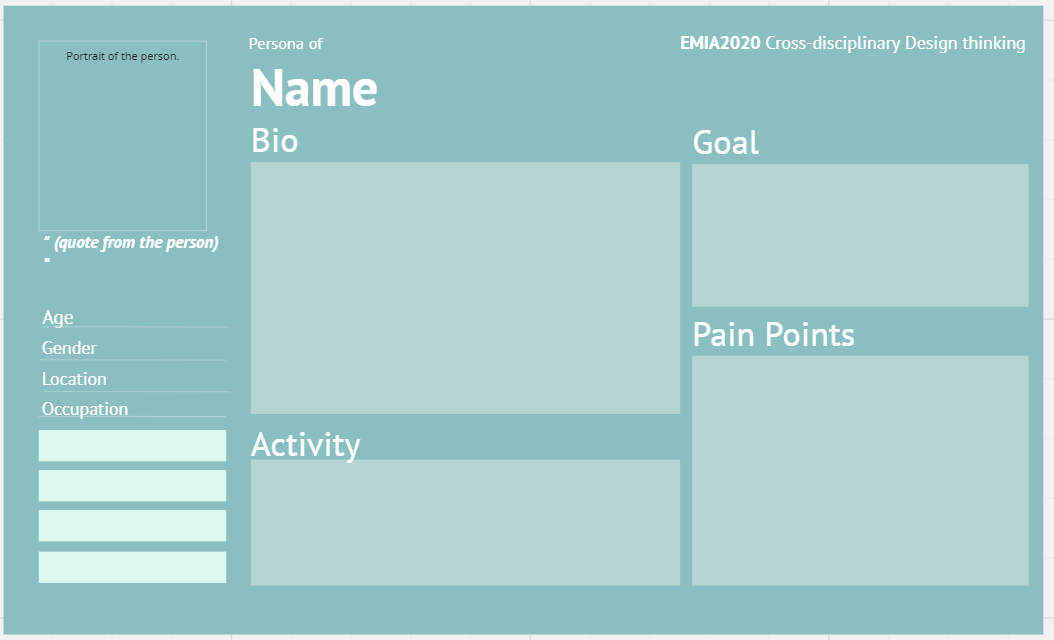 Portrait of the person.
" (quote from the person)
"
Age
Gender
Location
Occupation
Persona of
Name
Bio
Activity
EMIA2020 Cross-disciplinary Design thinking
Goal
Pain Points